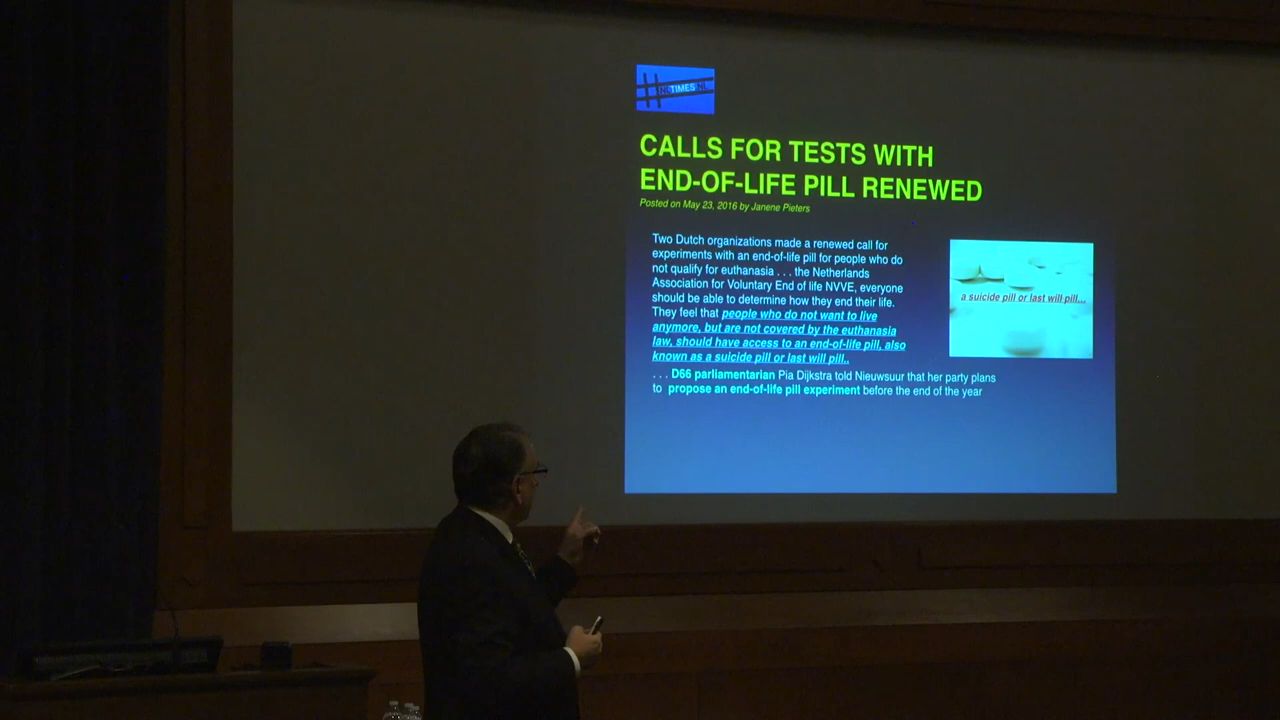 NL TIMES NL
CALLS FOR TESTS WITH
END-OF-LIFE PILL RENEWED
Posted on May 23, 2016 by Janene Pieters
Two Dutch organizations made a renewed call for
experiments with an end-of-life pill for people who do
not qualify for euthanasia . . . the Netherlands
Association for Voluntary End of life NVVE, everyone
should be able to determine how they end their life.
They feel that people who do not want to live
anymore, but are not covered by the euthanasia
law, should have access to an end-of-life pill, also
known as a suicide pill or last will pill..
a suicide pill or last will pill...
. . . D66 parliamentarian Pia Dijkstra told Nieuwsuur that her party plans
to propose an end-of-life pill experiment before the end of the year